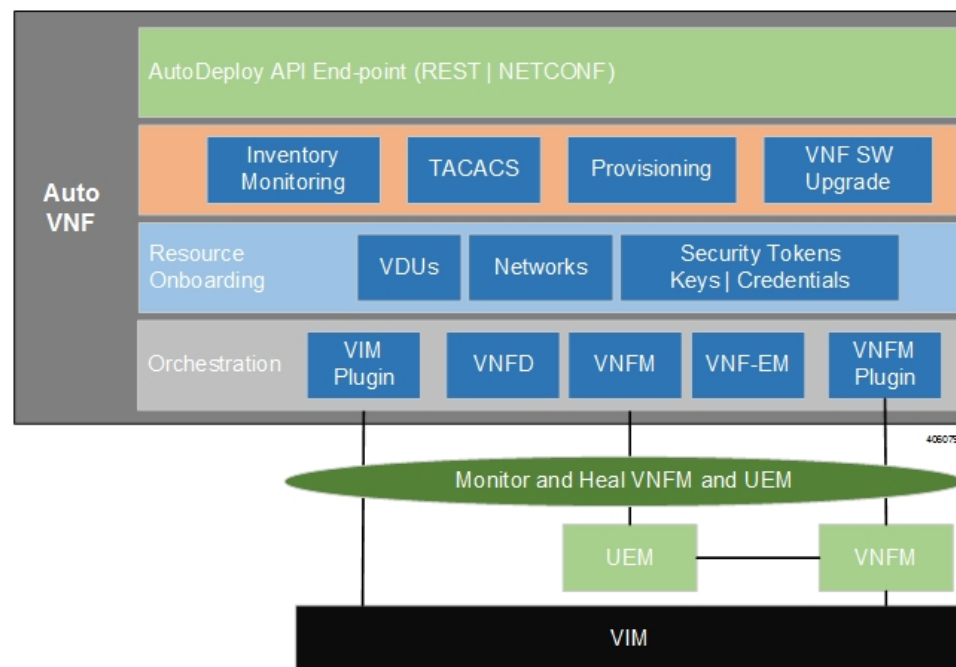 AutoDeploy API End-point (REST | NETCONF)
Auto
VNF
Inventory
Monitoring
TACACS
Provisioning
VNF SW
Upgrade
Resource
Onboarding
VDUs
Networks
Security Tokens
Keys | Credentials
Orchestration
VIM
Plugin
VNFD
VNFM
VNF-EM
VNFM
Plugin
406079
Monitor and Heal VNFM and UEM
UEM
VNFM
VIM